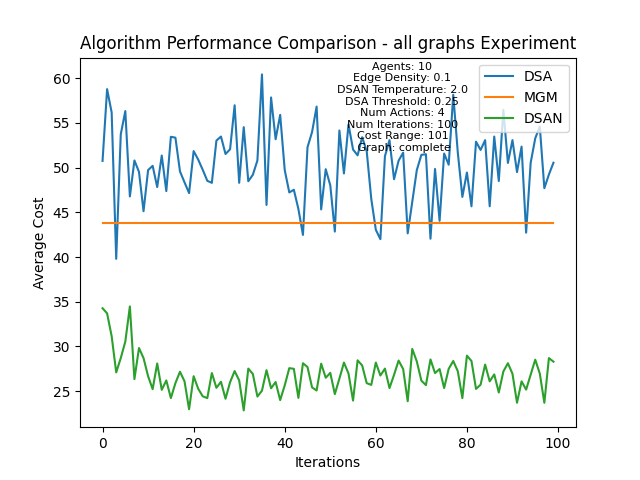 Algorithm Performance Comparison - all graphs Experiment
Agents: 10
Edge Density: 0.1
DSAN Temperature: 2.0
DSA Threshold: 0.25
Num Actions: 4
Num Iterations: 100
Cost Range: 101
Graph: complete
DSA
MGM
DSAN
60
55
50
45
40
35
30
25
Average Cost
0
20
40
60
80
100
Iterations